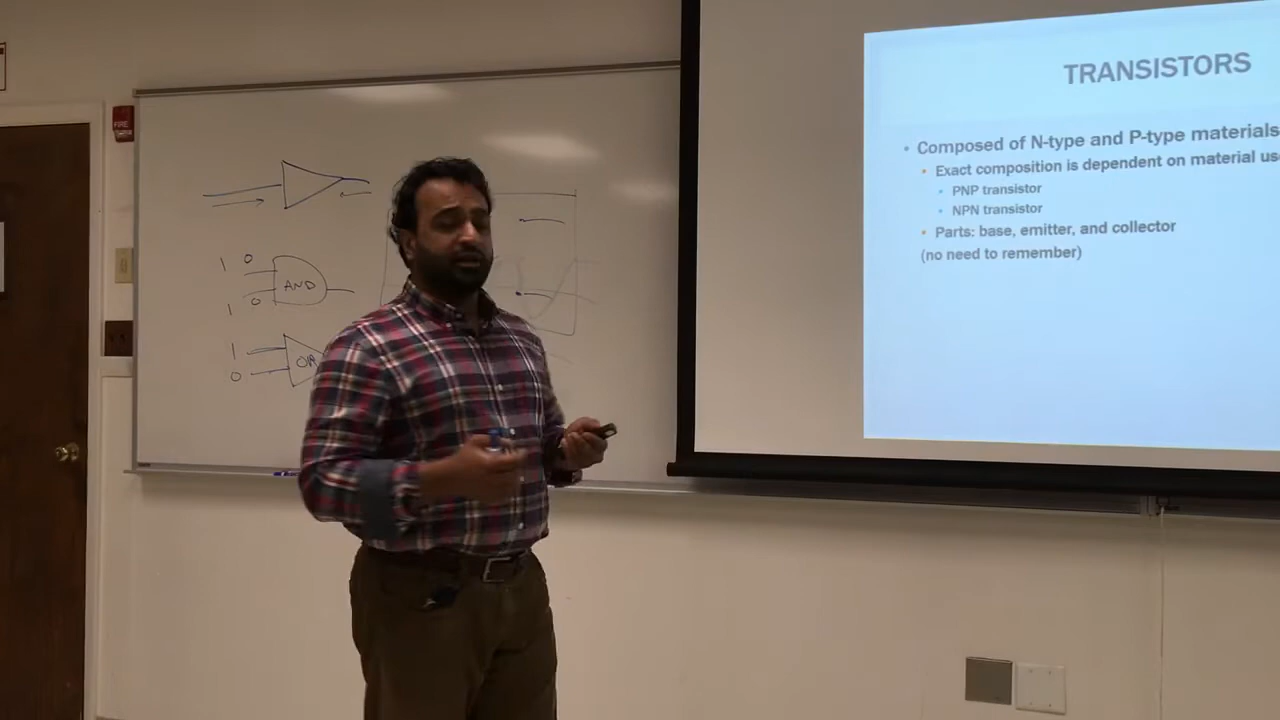 FIRE
1 0
AND
1 0
1
OR
0
TRANSISTORS
• Composed of N-type and P-type materials
• Exact composition is dependent on material us
• PNP transistor
• NPN transistor
• Parts: base, emitter, and collector
(no need to remember)